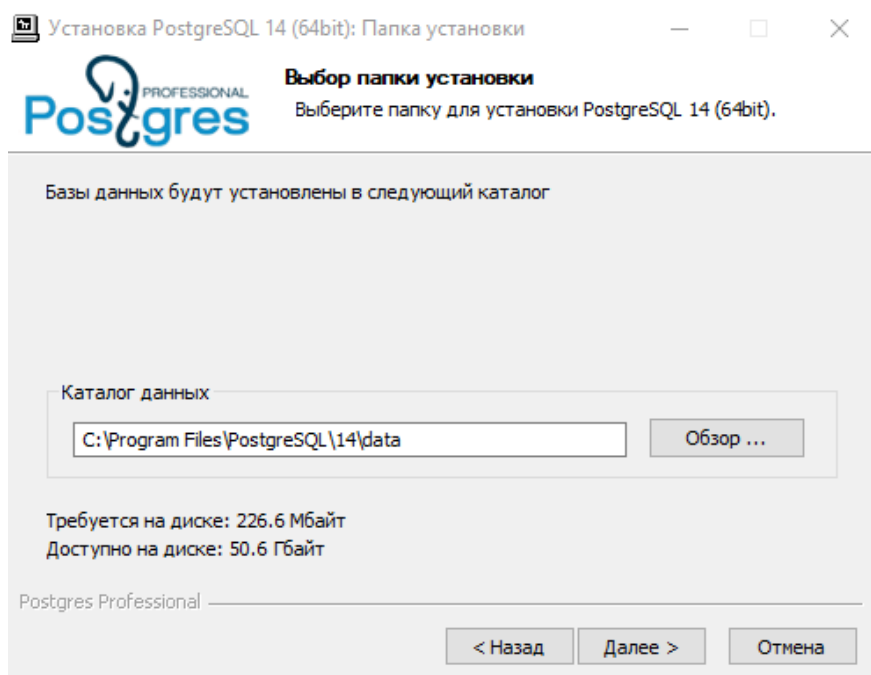 Установка PostgreSQL 14 (64bit): Папка установки
PROFESSIONAL
Postgres
Выбор папки установки
Выберите папку для установки PostgreSQL 14 (64bit).
Базы данных будут установлены в следующий каталог
Каталог данных
C:\Program Files\PostgreSQL\14\data
Обзор ...
Требуется на диске: 226.6 Мбайт
Доступно на диске: 50.6 Гбайт
Postgres Professional
< Назад
Далее >
Отмена